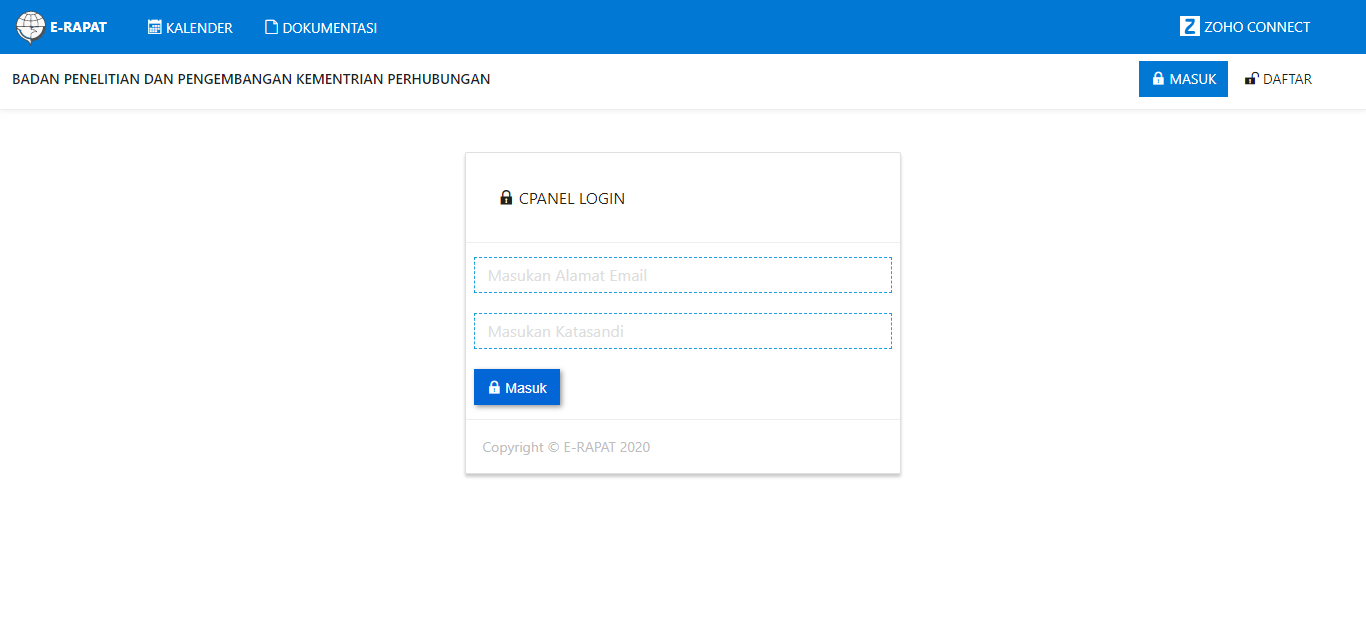 E-RAPAT KALENDER DOKUMENTASI ZOHO CONNECT
BADAN PENELITIAN DAN PENGEMBANGAN KEMENTRIAN PERHUBUNGAN MASUK DAFTAR
CPANEL LOGIN
Masukan Alamat Email
Masukan Katasandi
Masuk
Copyright © E-RAPAT 2020